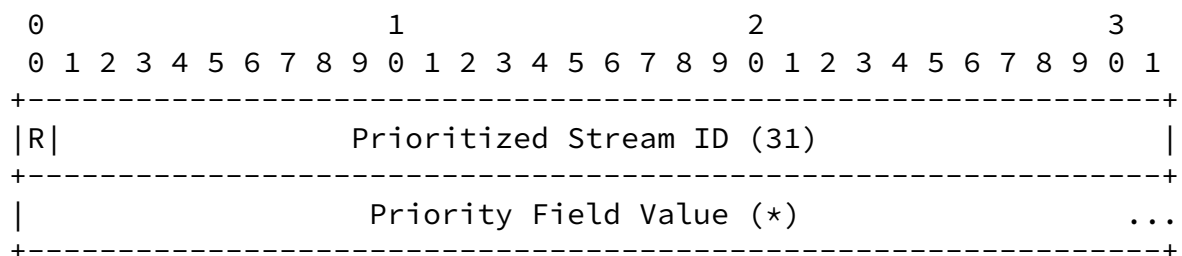 0                   1                   2                   3
 0 1 2 3 4 5 6 7 8 9 0 1 2 3 4 5 6 7 8 9 0 1 2 3 4 5 6 7 8 9 0 1
+---------------------------------------------------------------+
|R|                Prioritized Stream ID (31)                   |
+---------------------------------------------------------------+
|                   Priority Field Value (*)                  ...
+---------------------------------------------------------------+